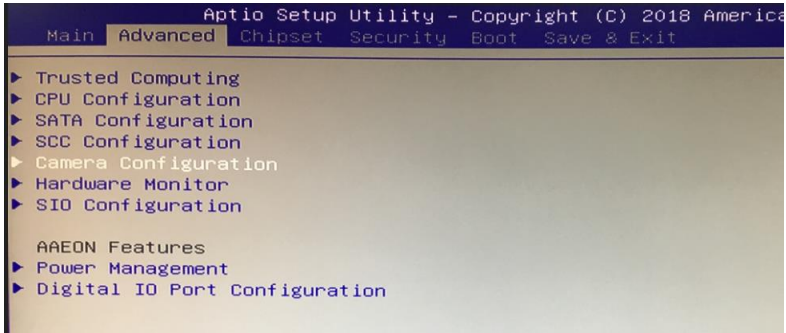 Aptio Setup Utility – Copyright (C) 2018 America
Main Advanced Chipset Security Boot Save & Exit
▶ Trusted Computing
▶ CPU Configuration
▶ SATA Configuration
▶ SCC Configuration
▶ Camera Configuration
▶ Hardware Monitor
▶ SIO Configuration
AAEON Features
▶ Power Management
▶ Digital IO Port Configuration